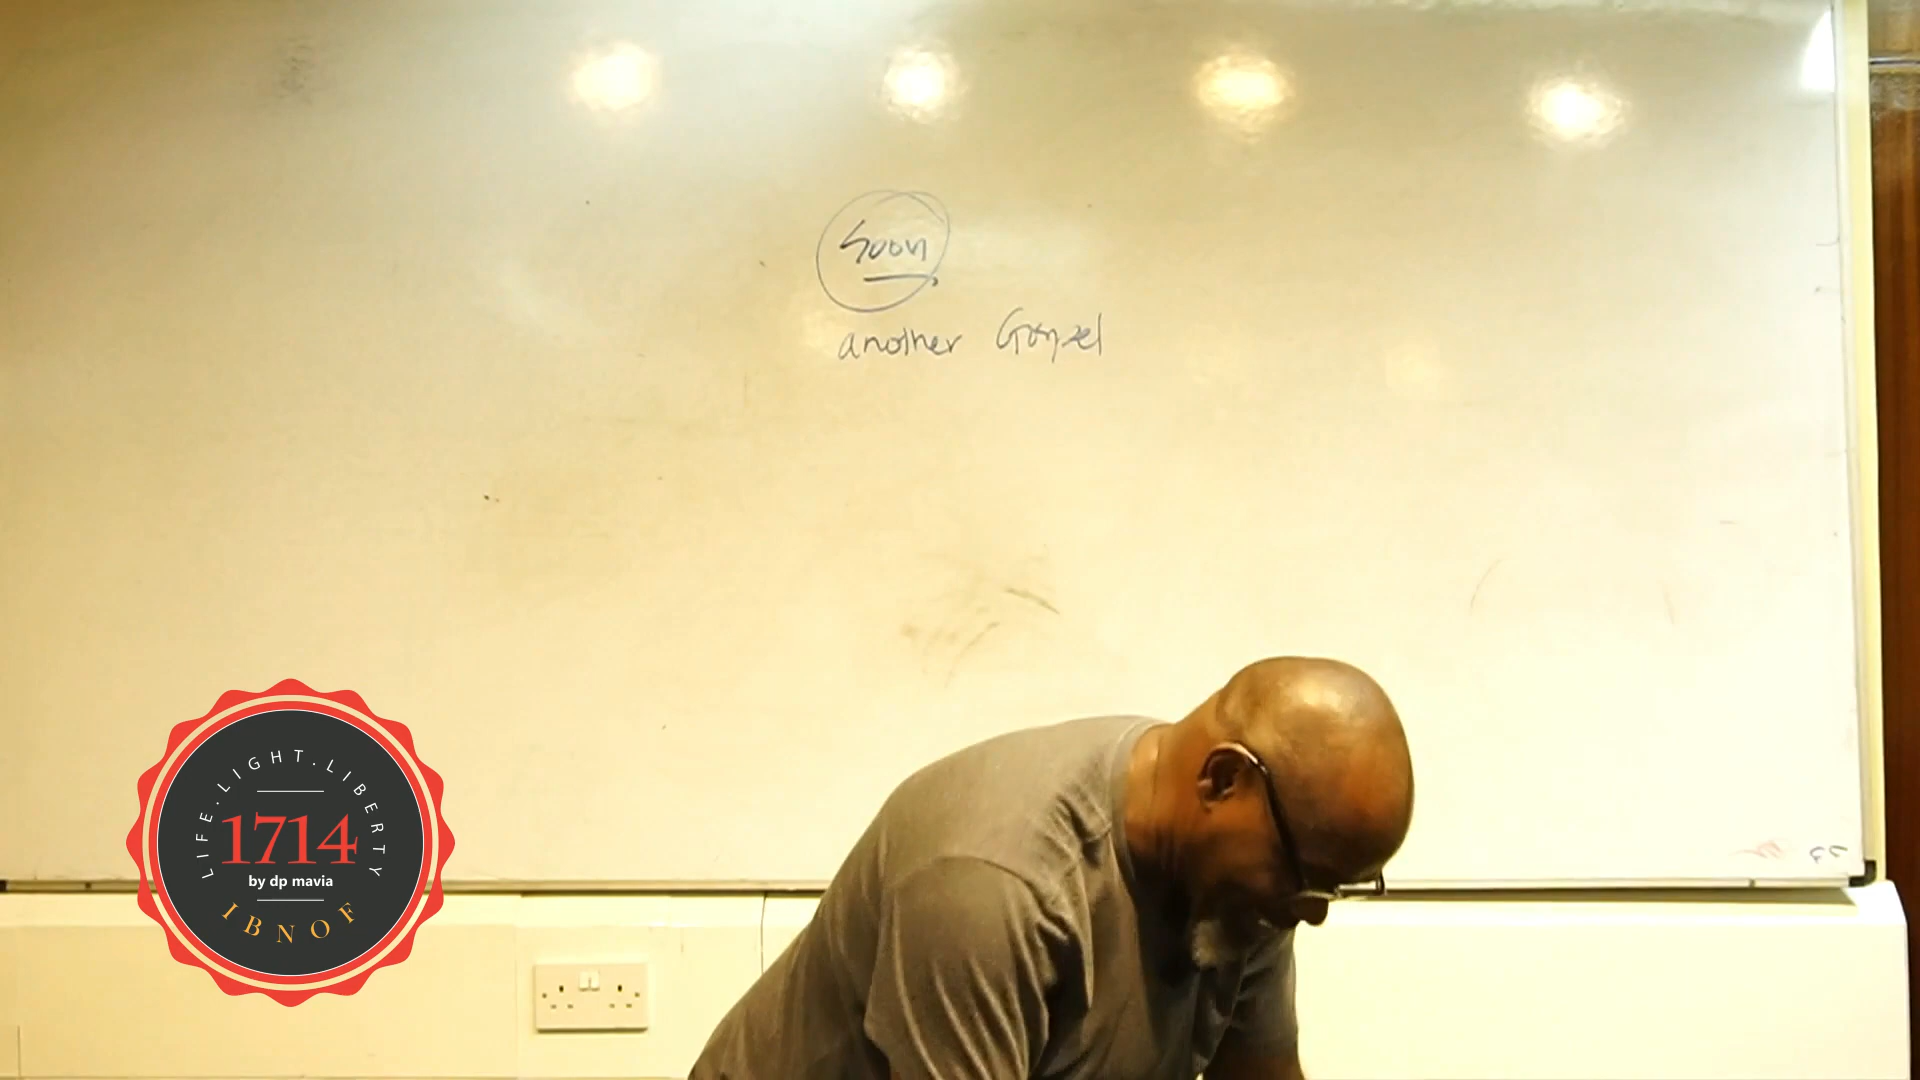 Soon
another Gospel
LIFE.LIGHT.LIBERTY
1714
by dp mavia
IBNOF